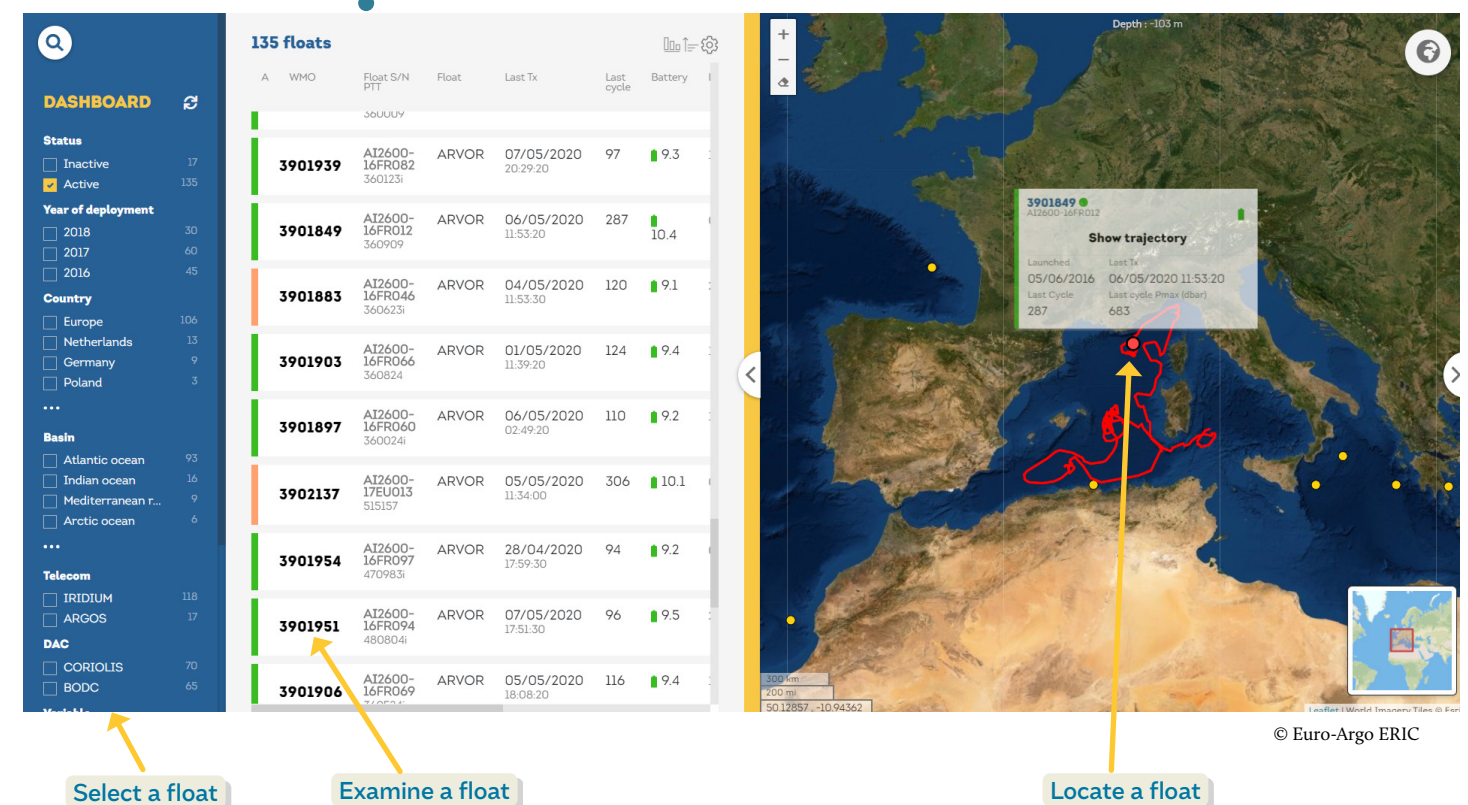 DASHBOARD
Status
Inactive 17
Active 135
Year of deployment
2018 30
2017 60
2016 45
Country
Europe 106
Netherlands 13
Germany 9
Poland 3
...
Basin
Atlantic ocean 93
Indian ocean 16
Mediterranean r... 9
Arctic ocean 6
...
Telecom
IRIDIUM 118
ARGOS 17
DAC
CORIOLIS 70
BODC 65
Variable
135 floats
A WMO Float S/N Float Last Tx Last Battery
PTT cycle
360009
3901939 AI2600- ARVOR 07/05/2020 97 9.3
16FR082 20:29:20
360123i
3901849 AI2600- ARVOR 06/05/2020 287
16FR012 11:53:20 10.4
360909
3901883 AI2600- ARVOR 04/05/2020 120 9.1
16FR046 11:53:30
360623i
3901903 AI2600- ARVOR 01/05/2020 124 9.4
16FR066 11:39:20
360824
3901897 AI2600- ARVOR 06/05/2020 110 9.2
16FR060 02:49:20
360024i
3902137 AI2600- ARVOR 05/05/2020 306 10.1
17EU013 11:34:00
515157
3901954 AI2600- ARVOR 28/04/2020 94 9.2
16FR097 17:59:30
470983i
3901951 AI2600- ARVOR 07/05/2020 96 9.5
16FR094 17:51:30
480804i
3901906 AI2600- ARVOR 05/05/2020 116 9.4
16FR069 18:08:20
+
−
Depth : -103 m
3901849
AI2600-16FR012
Show trajectory
Launched Last Tx
05/06/2016 06/05/2020 11:53:20
Last Cycle Last cycle Pmax (dbar)
287 683
300 km
200 mi
50.12857 , -10.94362
Leaflet | World Imagery Tiles © Esri
© Euro-Argo ERIC
Select a float
Examine a float
Locate a float